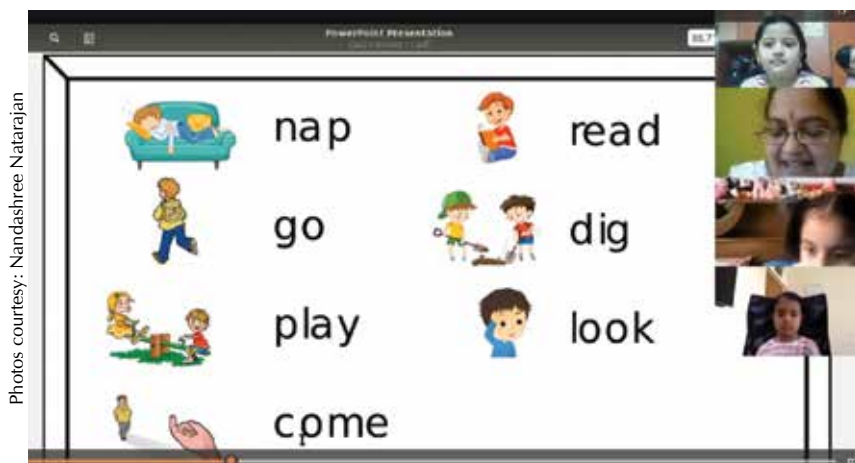 Photos courtesy: Nandashree Natarajan
PowerPoint Presentation
nap
read
go
dig
play
look
come